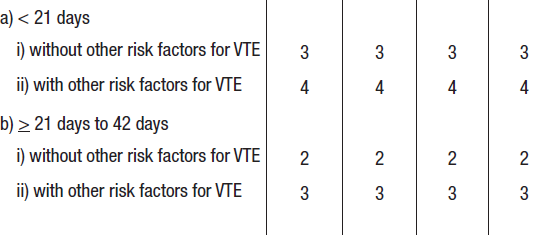 a) < 21 days
i) without other risk factors for VTE 3 3 3 3
ii) with other risk factors for VTE 4 4 4 4
b) ≥ 21 days to 42 days
i) without other risk factors for VTE 2 2 2 2
ii) with other risk factors for VTE 3 3 3 3